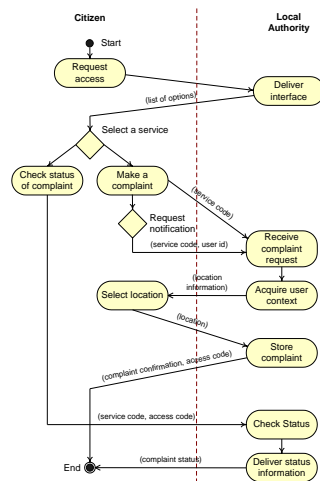 Citizen
Local
Authority
Start
Request
access
Deliver
interface
(list of options)
Select a service
Check status
of complaint
Make a
complaint
(service code)
Request
notification
(service code, user id)
Receive
complaint
request
(location
information)
Select location
Acquire user
context
(location)
Store
complaint
(complaint confirmation, access code)
(service code, access code)
Check Status
(complaint status)
End
Deliver status
information